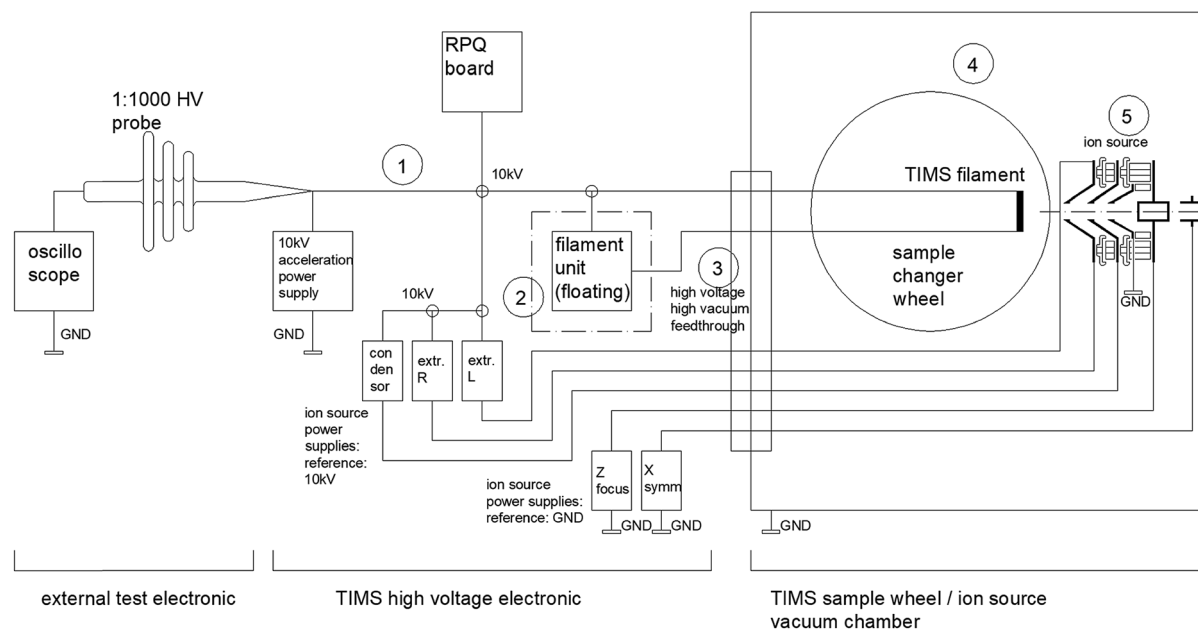 RPQ
board
1:1000 HV
probe
1
10kV
oscillo
scope
GND
10kV
acceleration
power
supply
GND
filament
unit
(floating)
2
10kV
con
den
sor
extr.
R
extr.
L
ion source
power
supplies:
reference:
10kV
3
high voltage
high vacuum
feedthrough
4
TIMS filament
sample
changer
wheel
5
ion source
GND
Z
focus
X
symm
ion source
power supplies:
reference: GND
GND
GND
GND
external test electronic
TIMS high voltage electronic
TIMS sample wheel / ion source
vacuum chamber